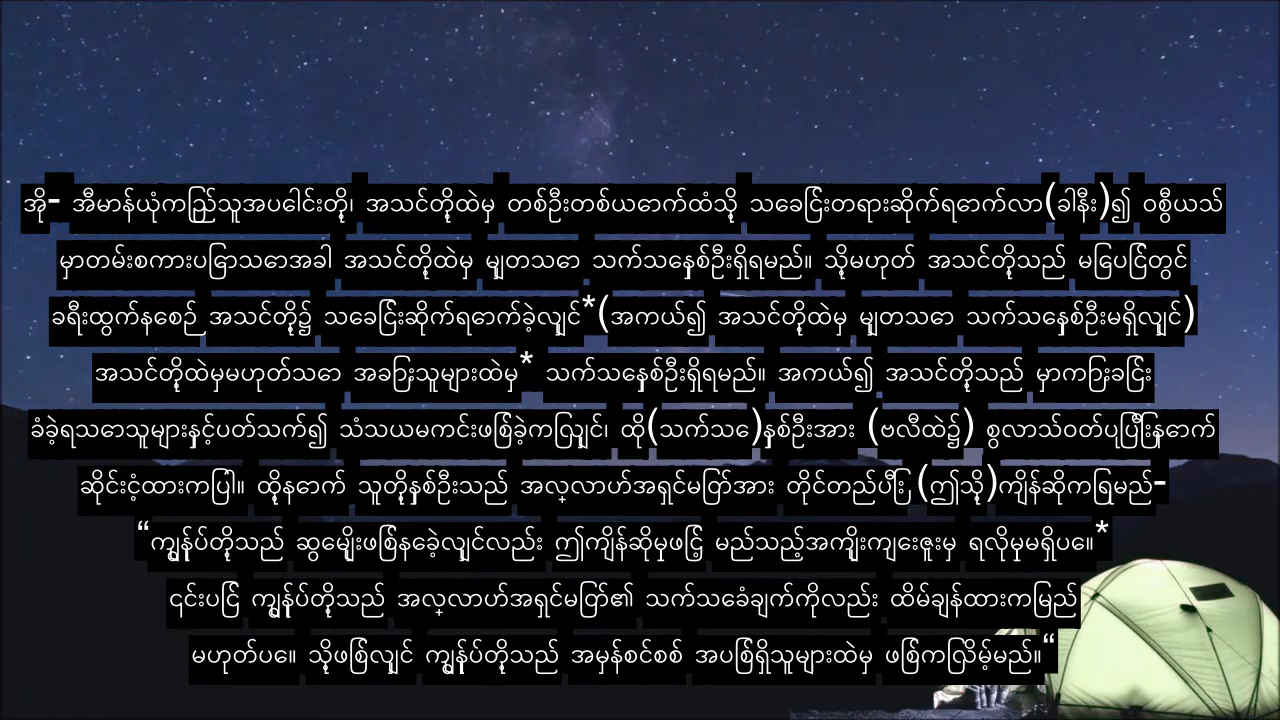 အို- အီမာန်ယုံကြည်သူအပေါင်းတို့၊ အသင်တို့ထဲမှ တစ်ဦးတစ်ယောက်ထံသို့ သေခြင်းတရားဆိုက်ရောက်လာ(ခါနီး)၍ ဝစွီယသ်
မှာတမ်းစကားပြောသောအခါ အသင်တို့ထဲမှ မျှတသော သက်သေနှစ်ဦးရှိရမည်။ သို့မဟုတ် အသင်တို့သည် မြေပြင်တွင်
ခရီးထွက်နေစဉ် အသင်တို့၌ သေခြင်းဆိုက်ရောက်ခဲ့လျှင်*(အကယ်၍ အသင်တို့ထဲမှ မျှတသော သက်သေနှစ်ဦးမရှိလျှင်)
အသင်တို့ထဲမှမဟုတ်သော အခြားသူများထဲမှ* သက်သေနှစ်ဦးရှိရမည်။ အကယ်၍ အသင်တို့သည် မှာကြားခြင်း
ခံခဲ့ရသောသူများနှင့်ပတ်သက်၍ သံသယမကင်းဖြစ်ခဲ့ကြလျှင်၊ ထို(သက်သေ)နှစ်ဦးအား (ဗလီထဲ၌) စွလာသ်ဝတ်ပြုပြီးနောက်
ဆိုင်းငံ့ထားကြပါ။ ထို့နောက် သူတို့နှစ်ဦးသည် အလ္လာဟ်အရှင်မြတ်အား တိုင်တည်ပြီး (ဤသို့)ကျိန်ဆိုကြရမည်-
“ကျွန်ုပ်တို့သည် ဆွေမျိုးဖြစ်နေခဲ့လျှင်လည်း ဤကျိန်ဆိုမှုဖြင့် မည်သည့်အကျိုးကျေးဇူးမှ ရလိုမှုမရှိပေ။*
၎င်းပြင် ကျွန်ုပ်တို့သည် အလ္လာဟ်အရှင်မြတ်၏ သက်သေခံချက်ကိုလည်း ထိမ်ချန်ထားကြမည်
မဟုတ်ပေ။ သို့ဖြစ်လျှင် ကျွန်ုပ်တို့သည် အမှန်စင်စစ် အပြစ်ရှိသူများထဲမှ ဖြစ်ကြလိမ့်မည်။“